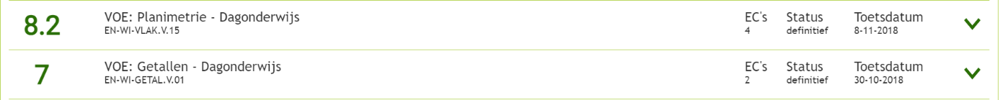 8.2 VOE: Planimetrie - Dagonderwijs EC's Status Toetsdatum
EN-WI-VLAK.V.15 4 definitief 8-11-2018
7 VOE: Getallen - Dagonderwijs EC's Status Toetsdatum
EN-WI-GETAL.V.01 2 definitief 30-10-2018